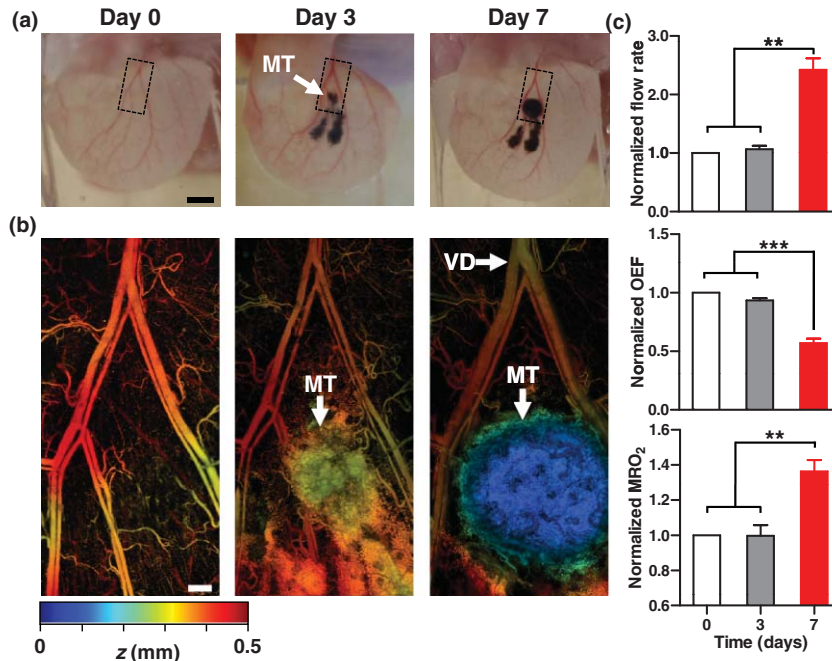 (a)
Day 0
Day 3
Day 7
MT
(b)
VD
MT
MT
0
z (mm)
0.5
(c)
**
3.0
2.5
2.0
1.0
0.0
Normalized flow rate
***
1.5
1.0
0.5
0.0
Normalized OEF
**
1.6
1.4
1.2
1.0
0.8
0.6
Normalized MRO2
0
3
7
Time (days)